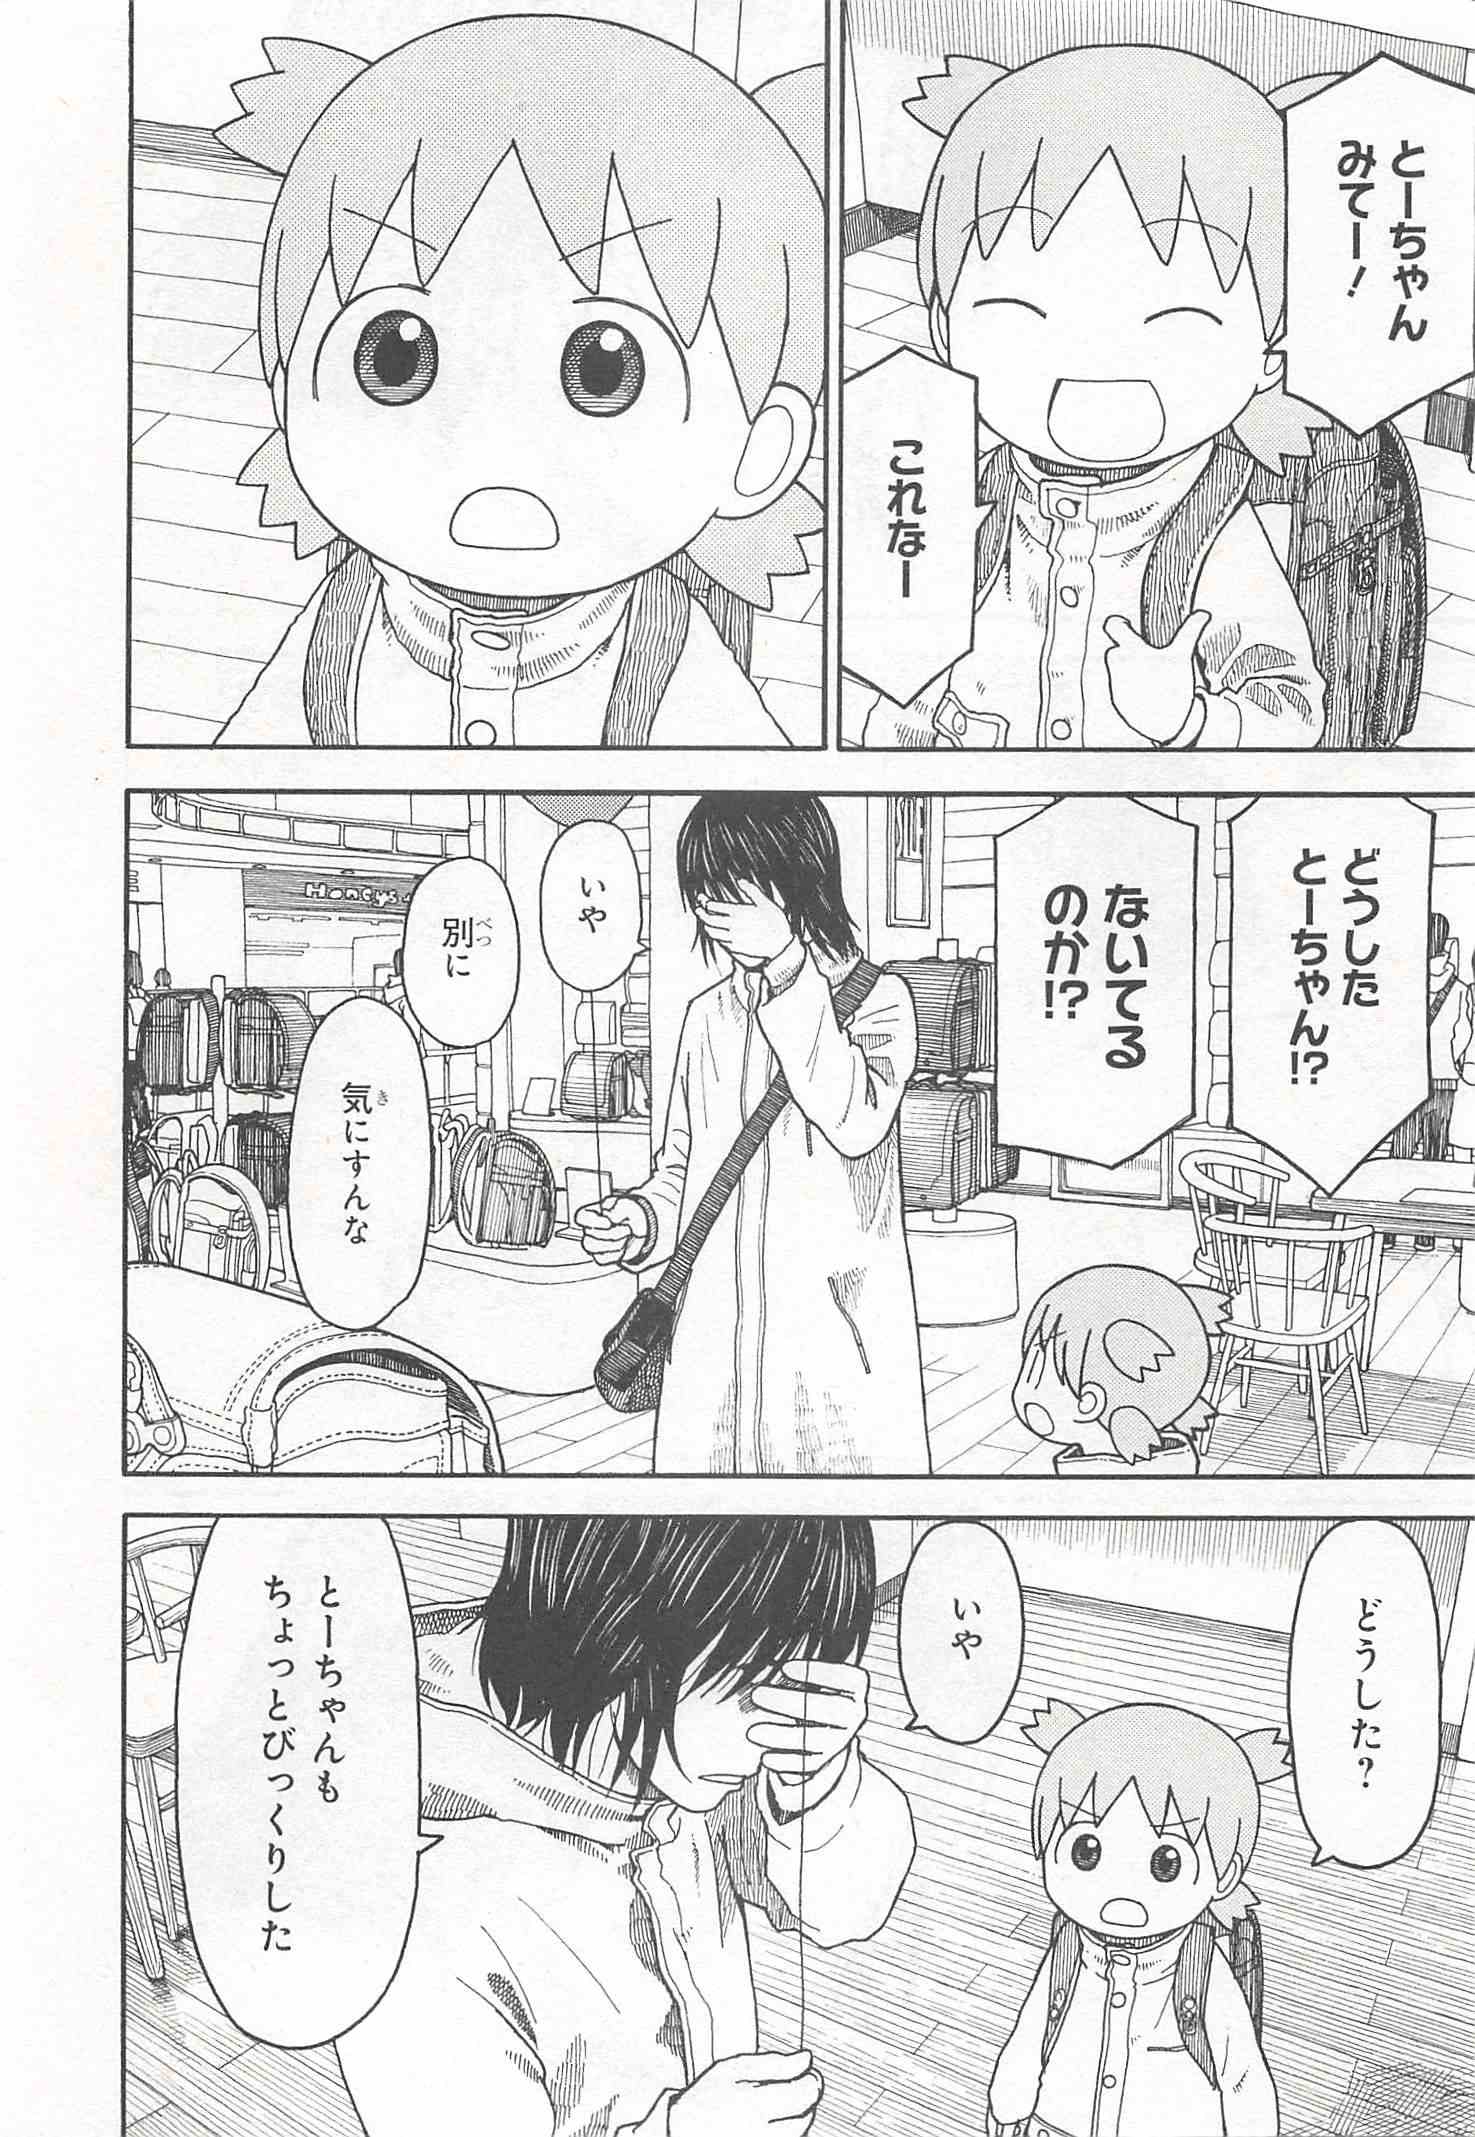 とーちゃん
みてー！
これなー
どうした
とーちゃん!?
ないてる
のか!?
いや
別に
気にすんな
Honeys
どうした？
いや
とーちゃんも
ちょっとびっくりした